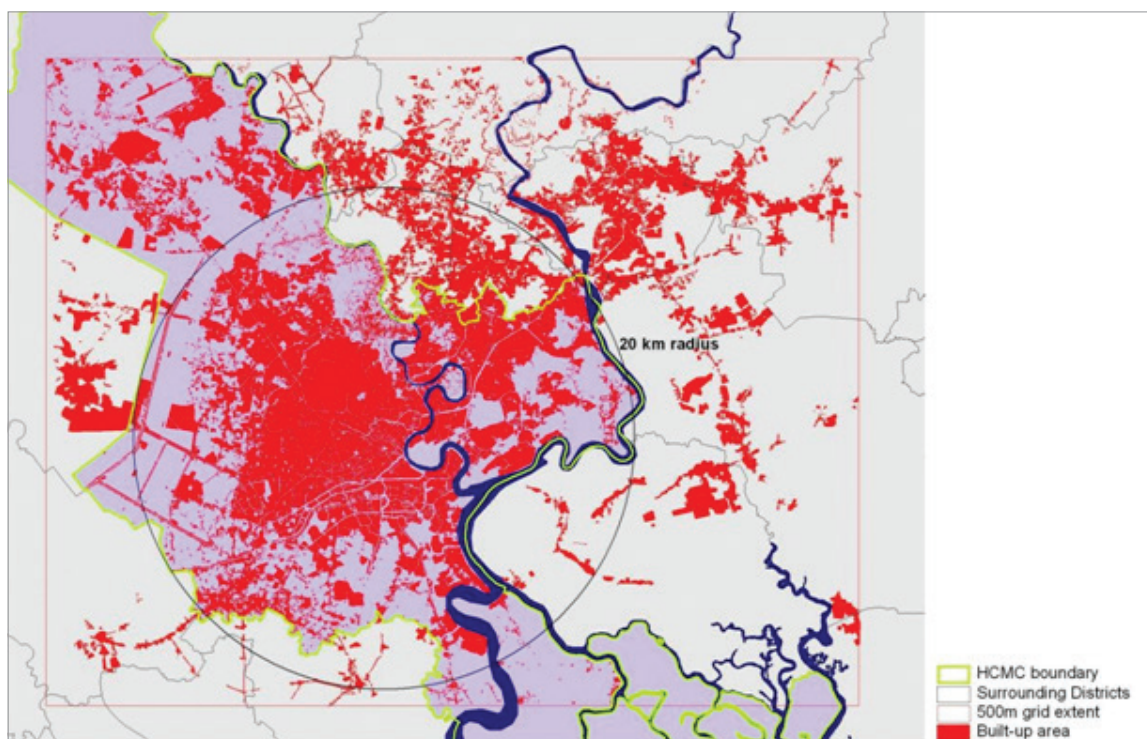 20 km radius
HCMC boundary
Surrounding Districts
500m grid extent
Built-up area